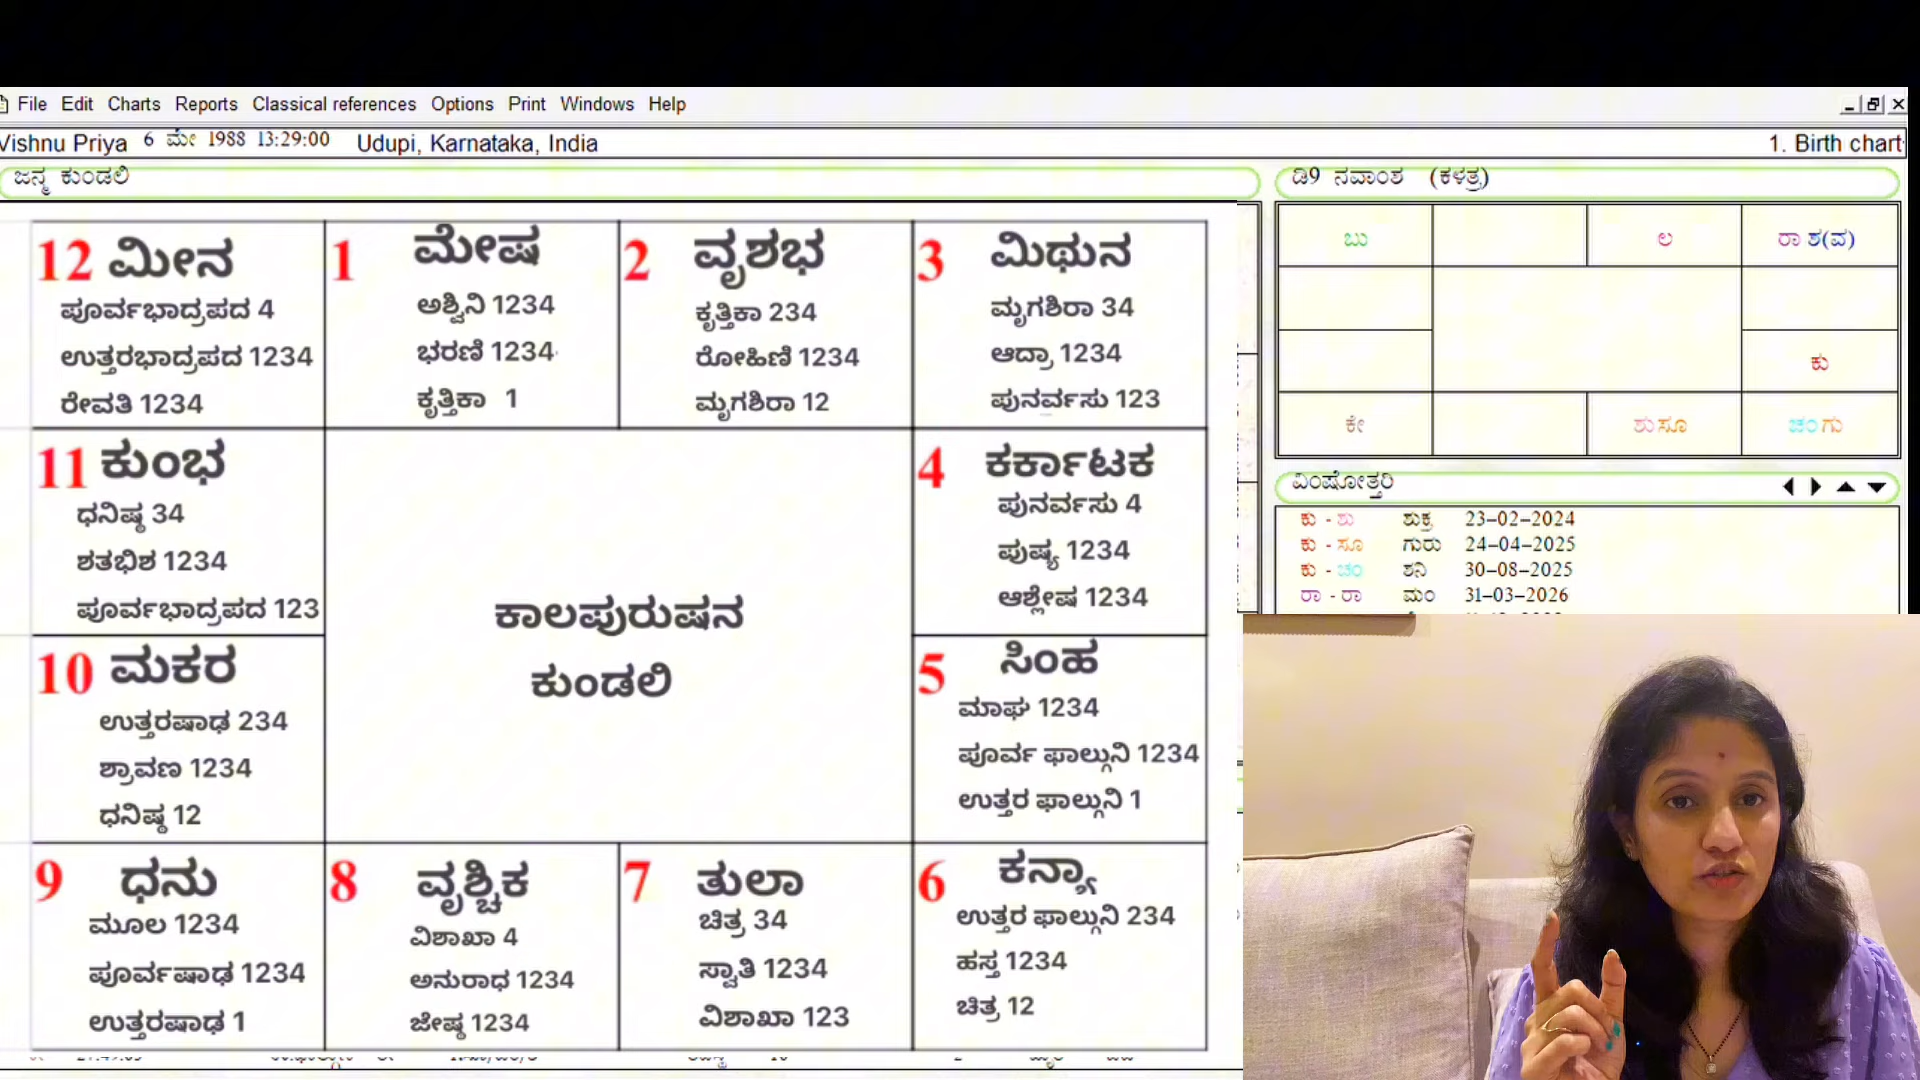 File Edit Charts Reports Classical references Options Print Windows Help
Vishnu Priya 6 ಮೇ 1988 13:29:00 Udupi, Karnataka, India 1. Birth chart
ಜನ್ಮ ಕುಂಡಲಿ
12 ಮೀನ
ಪೂರ್ವಭಾದ್ರಪದ 4
ಉತ್ತರಭಾದ್ರಪದ 1234
ರೇವತಿ 1234
1 ಮೇಷ
ಅಶ್ವಿನಿ 1234
ಭರಣಿ 1234
ಕೃತ್ತಿಕಾ 1
2 ವೃಶಭ
ಕೃತ್ತಿಕಾ 234
ರೋಹಿಣಿ 1234
ಮೃಗಶಿರಾ 12
3 ಮಿಥುನ
ಮೃಗಶಿರಾ 34
ಆದ್ರಾ 1234
ಪುನರ್ವಸು 123
11 ಕುಂಭ
ಧನಿಷ್ಠ 34
ಶತಭಿಶ 1234
ಪೂರ್ವಭಾದ್ರಪದ 123
ಕಾಲಪುರುಷನ
ಕುಂಡಲಿ
4 ಕರ್ಕಾಟಕ
ಪುನರ್ವಸು 4
ಪುಷ್ಯ 1234
ಆಶ್ಲೇಷ 1234
10 ಮಕರ
ಉತ್ತರಷಾಢ 234
ಶ್ರಾವಣ 1234
ಧನಿಷ್ಠ 12
5 ಸಿಂಹ
ಮಾಘ 1234
ಪೂರ್ವ ಫಾಲ್ಗುನಿ 1234
ಉತ್ತರ ಫಾಲ್ಗುನಿ 1
9 ಧನು
ಮೂಲ 1234
ಪೂರ್ವಷಾಢ 1234
ಉತ್ತರಷಾಢ 1
8 ವೃಶ್ಚಿಕ
ವಿಶಾಖಾ 4
ಅನುರಾಧ 1234
ಜೇಷ್ಠ 1234
7 ತುಲಾ
ಚಿತ್ರ 34
ಸ್ವಾತಿ 1234
ವಿಶಾಖಾ 123
6 ಕನ್ಯಾ
ಉತ್ತರ ಫಾಲ್ಗುನಿ 234
ಹಸ್ತ 1234
ಚಿತ್ರ 12
ಡಿ9 ನವಾಂಶ (ಕಳತ್ರ)
ಬು ಲ ರಾ ಶ(ವ)
ಕು
ಕೇ ಶುಸೂ ಚಂಗು
ವಿಂಷೋತ್ತರಿ
ಕು - ಶು ಶುಕ್ರ 23-02-2024
ಕು - ಸೂ ಗುರು 24-04-2025
ಕು - ಚಂ ಶನಿ 30-08-2025
ರಾ - ರಾ ಮಂ 31-03-2026